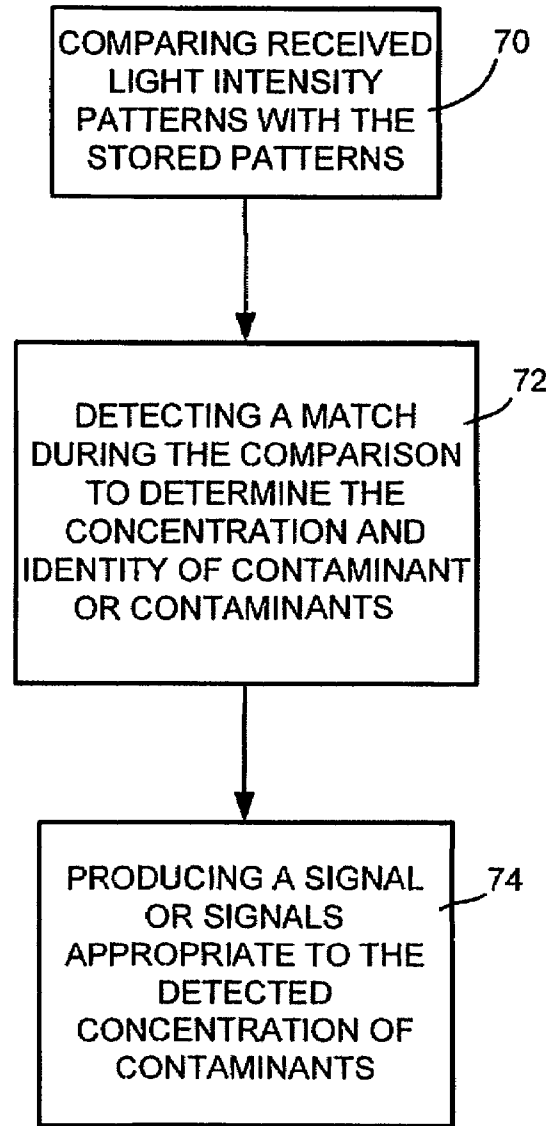 COMPARING RECEIVED
LIGHT INTENSITY
PATTERNS WITH THE
STORED PATTERNS
70
DETECTING A MATCH
DURING THE COMPARISON
TO DETERMINE THE
CONCENTRATION AND
IDENTITY OF CONTAMINANT
OR CONTAMINANTS
72
PRODUCING A SIGNAL
OR SIGNALS
APPROPRIATE TO THE
DETECTED
CONCENTRATION OF
CONTAMINANTS
74